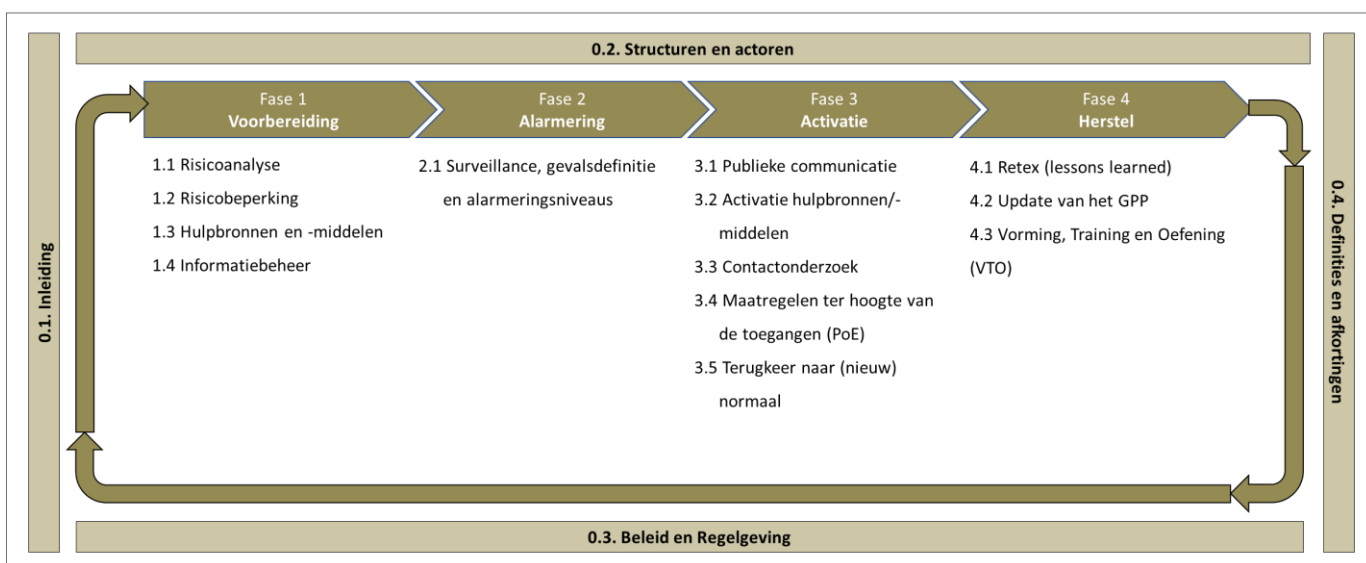 0.2. Structuren en actoren
0.1. Inleiding
Fase 1
Voorbereiding
1.1 Risicoanalyse
1.2 Risicobeperking
1.3 Hulpbronnen en -middelen
1.4 Informatiebeheer
Fase 2
Alarmering
2.1 Surveillance, gevalsdefinitie
en alarmeringsniveaus
Fase 3
Activatie
3.1 Publieke communicatie
3.2 Activatie hulpbronnen/-
middelen
3.3 Contactonderzoek
3.4 Maatregelen ter hoogte van
de toegangen (PoE)
3.5 Terugkeer naar (nieuw)
normaal
Fase 4
Herstel
4.1 Retex (lessons learned)
4.2 Update van het GPP
4.3 Vorming, Training en Oefening
(VTO)
0.4. Definities en afkortingen
0.3. Beleid en Regelgeving